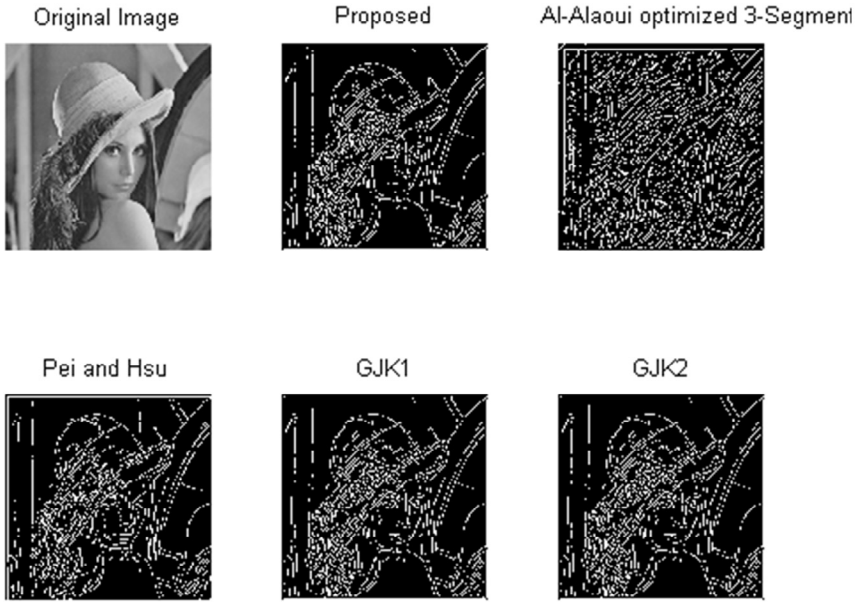 Original Image
Proposed
Al-Alaoui optimized 3-Segment
Pei and Hsu
GJK1
GJK2